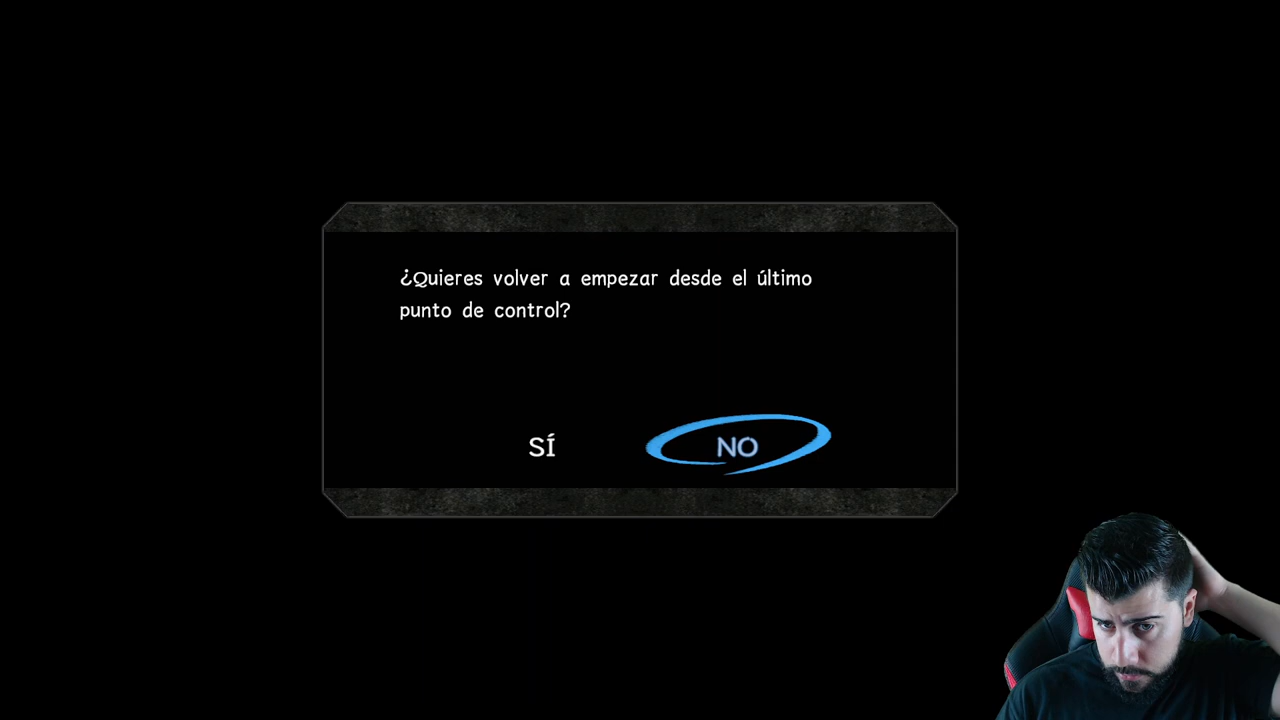 ¿Quieres volver a empezar desde el último
punto de control?
SÍ NO